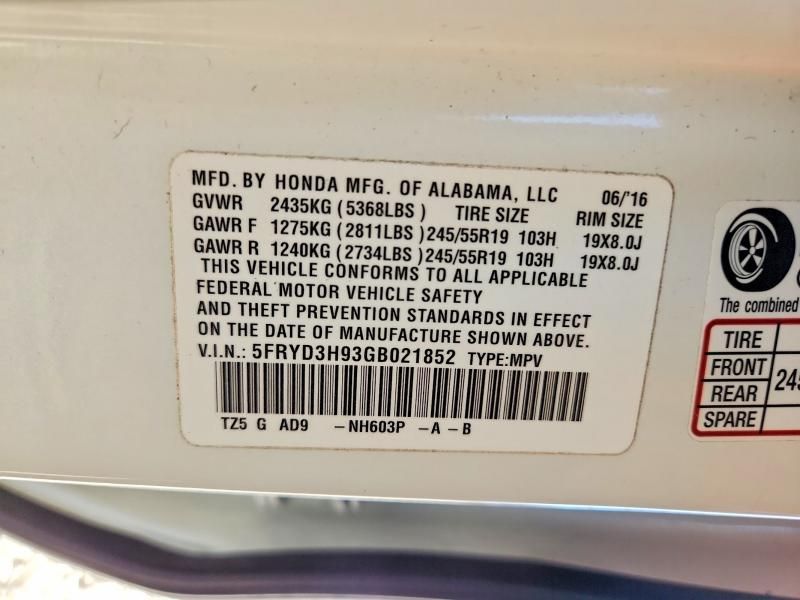 MFD. BY HONDA MFG. OF ALABAMA, LLC 06/'16
GVWR 2435KG (5368LBS) TIRE SIZE RIM SIZE
GAWR F 1275KG (2811LBS) 245/55R19 103H 19X8.0J
GAWR R 1240KG (2734LBS) 245/55R19 103H 19X8.0J
THIS VEHICLE CONFORMS TO ALL APPLICABLE
FEDERAL MOTOR VEHICLE SAFETY
AND THEFT PREVENTION STANDARDS IN EFFECT
ON THE DATE OF MANUFACTURE SHOWN ABOVE.
V.I.N.: 5FRYD3H93GB021852 TYPE:MPV
TZ5 G AD9 -NH603P -A -B
The combined
TIRE
FRONT
REAR
SPARE